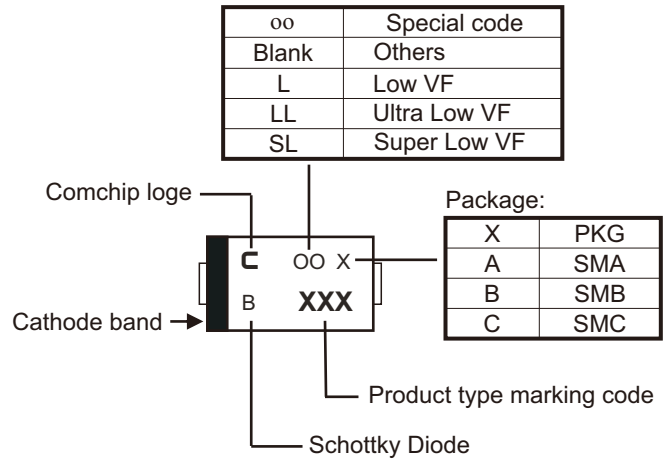 oo Special code
Blank Others
L Low VF
LL Ultra Low VF
SL Super Low VF
Comchip loge
Package:
X PKG
A SMA
B SMB
C SMC
C OO X
B XXX
Cathode band
Product type marking code
Schottky Diode